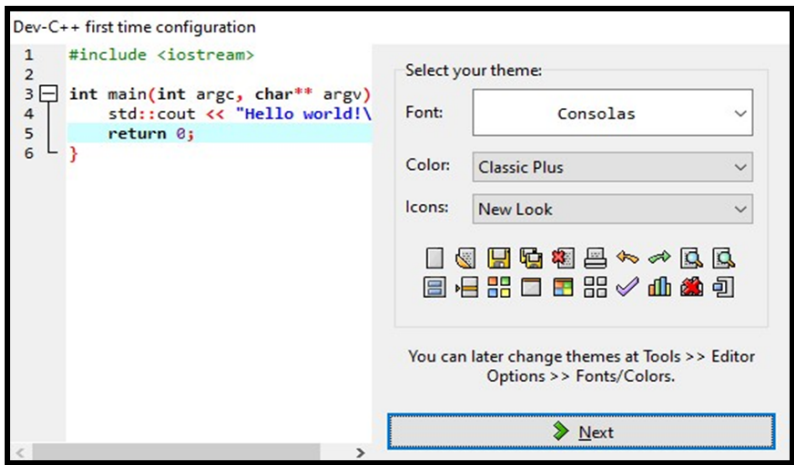 Dev-C++ first time configuration
1 #include <iostream>
2
3 int main(int argc, char** argv)
4 std::cout << "Hello world!\
5 return 0;
6 }
Select your theme:
Font: Consolas
Color: Classic Plus
Icons: New Look
You can later change themes at Tools >> Editor
Options >> Fonts/Colors.
Next